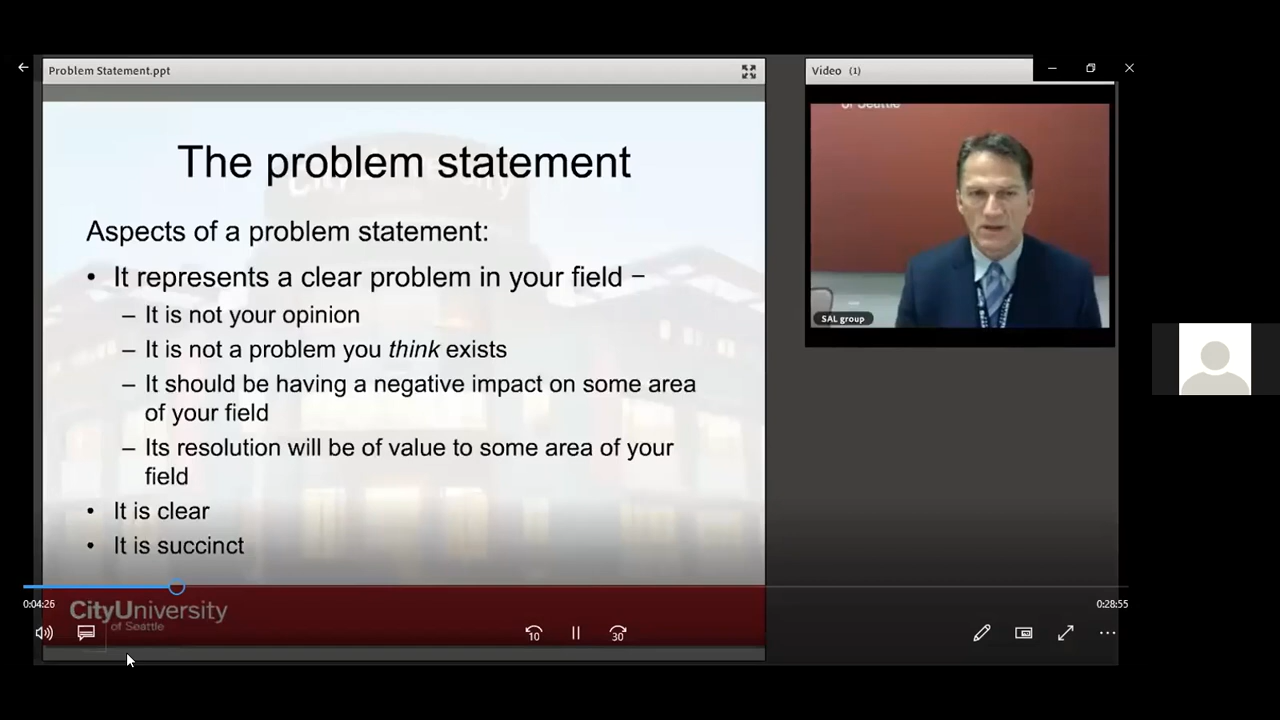 Problem Statement.ppt
Video (1)
of Seattle
The problem statement
Aspects of a problem statement:
• It represents a clear problem in your field –
– It is not your opinion
– It is not a problem you think exists
– It should be having a negative impact on some area
of your field
– Its resolution will be of value to some area of your
field
• It is clear
• It is succinct
SAL group
0:04:26
0:28:55
CityUniversity
of Seattle
10
30